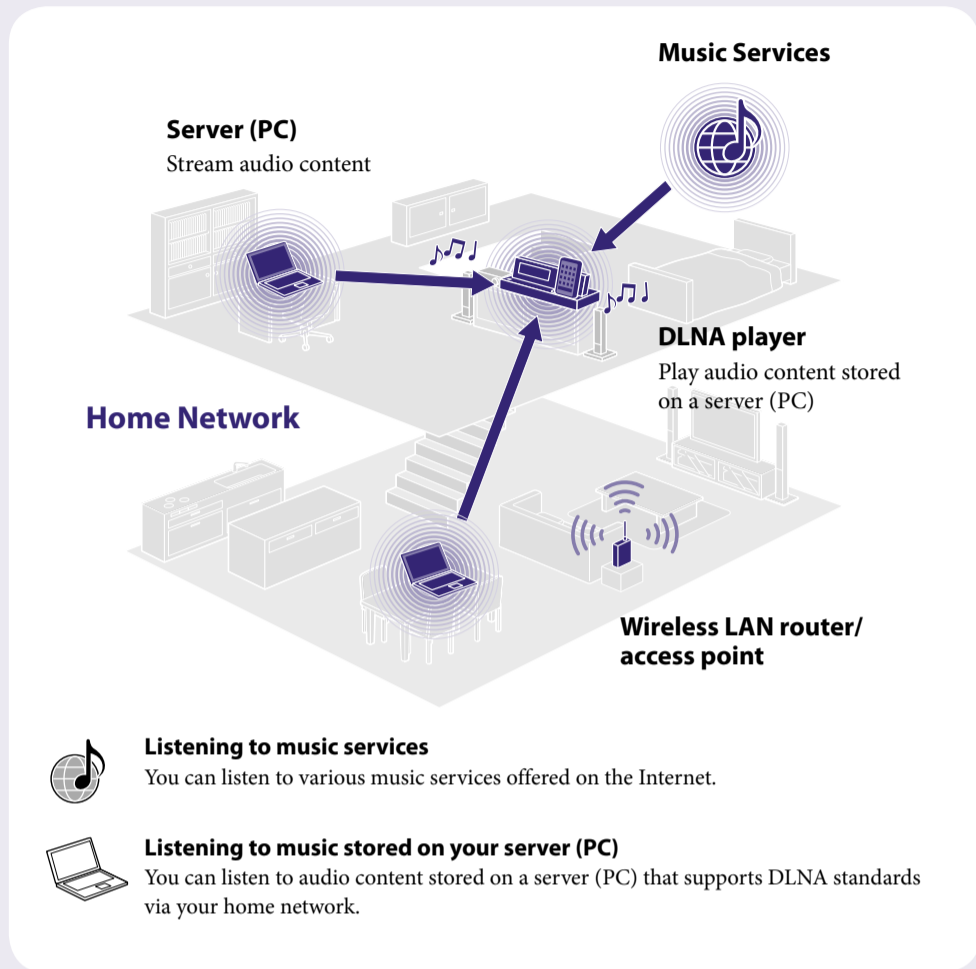 Music Services
Server (PC)
Stream audio content
DLNA player
Play audio content stored
on a server (PC)
Home Network
Wireless LAN router/
access point
Listening to music services
You can listen to various music services offered on the Internet.
Listening to music stored on your server (PC)
You can listen to audio content stored on a server (PC) that supports DLNA standards
via your home network.